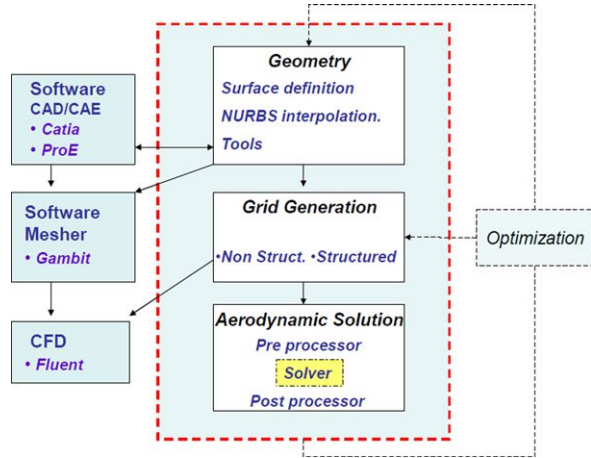 Software
CAD/CAE
• Catia
• ProE
Software
Mesher
• Gambit
CFD
• Fluent
Geometry
Surface definition
NURBS interpolation.
Tools
Grid Generation
•Non Struct. •Structured
Aerodynamic Solution
Pre processor
Solver
Post processor
Optimization